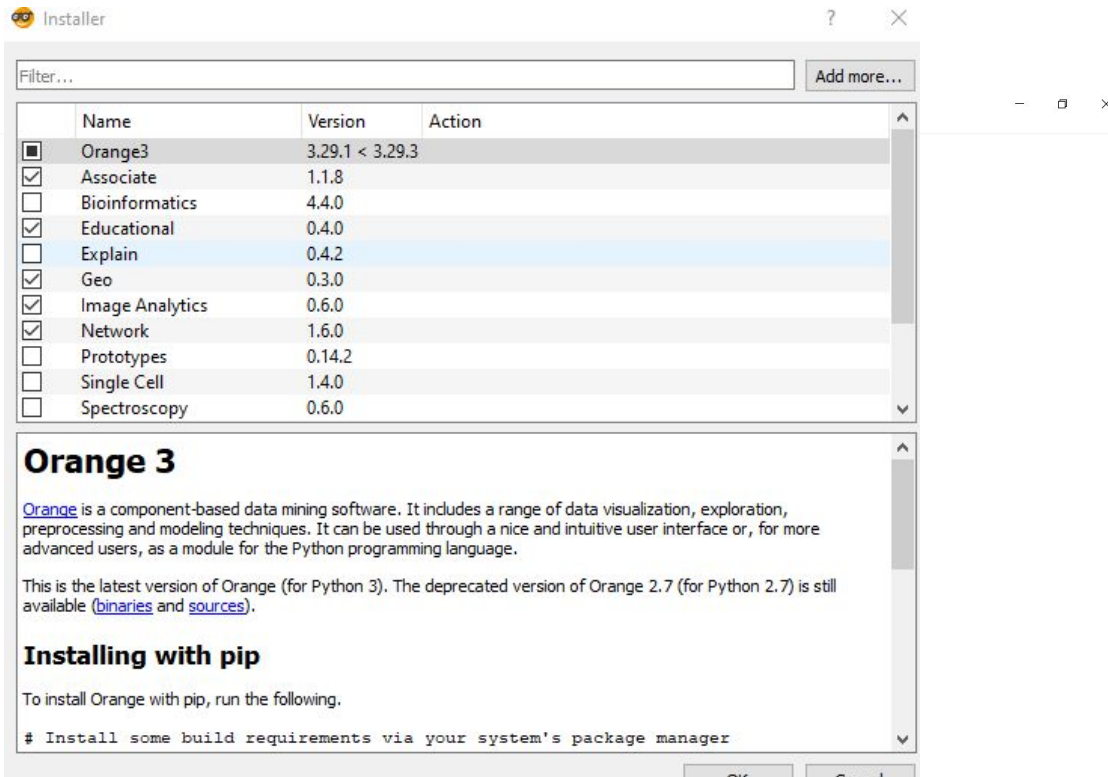 Installer
Filter...
Add more...
Name Version Action
Orange3 3.29.1 < 3.29.3
Associate 1.1.8
Bioinformatics 4.4.0
Educational 0.4.0
Explain 0.4.2
Geo 0.3.0
Image Analytics 0.6.0
Network 1.6.0
Prototypes 0.14.2
Single Cell 1.4.0
Spectroscopy 0.6.0
Orange 3
Orange is a component-based data mining software. It includes a range of data visualization, exploration,
preprocessing and modeling techniques. It can be used through a nice and intuitive user interface or, for more
advanced users, as a module for the Python programming language.
This is the latest version of Orange (for Python 3). The deprecated version of Orange 2.7 (for Python 2.7) is still
available (binaries and sources).
Installing with pip
To install Orange with pip, run the following.
# Install some build requirements via your system's package manager